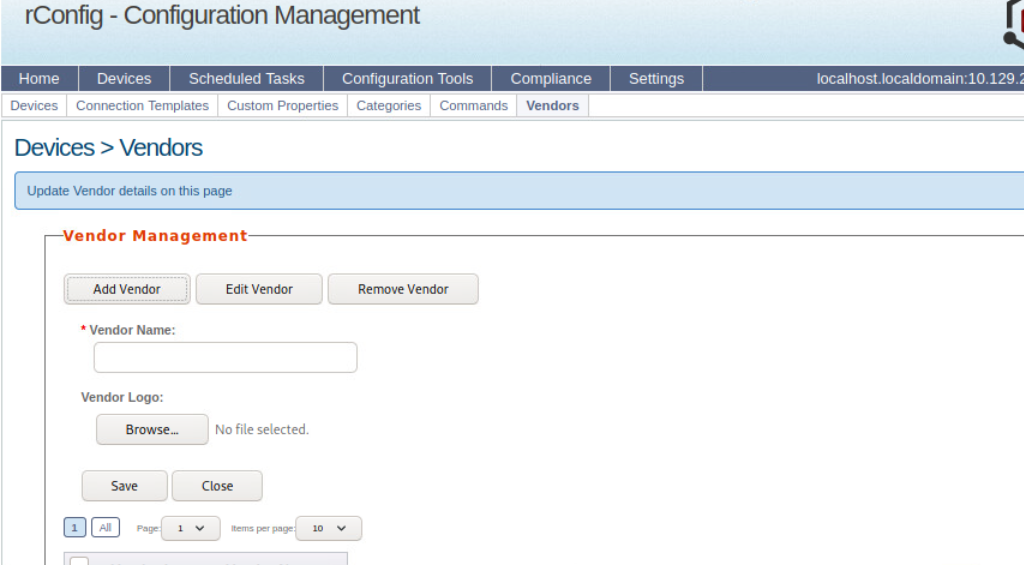 rConfig - Configuration Management
Home Devices Scheduled Tasks Configuration Tools Compliance Settings localhost.localdomain:10.129.2
Devices Connection Templates Custom Properties Categories Commands Vendors
Devices > Vendors
Update Vendor details on this page
Vendor Management
Add Vendor Edit Vendor Remove Vendor
* Vendor Name:
Vendor Logo:
Browse... No file selected.
Save Close
1 All Page: 1 Items per page: 10